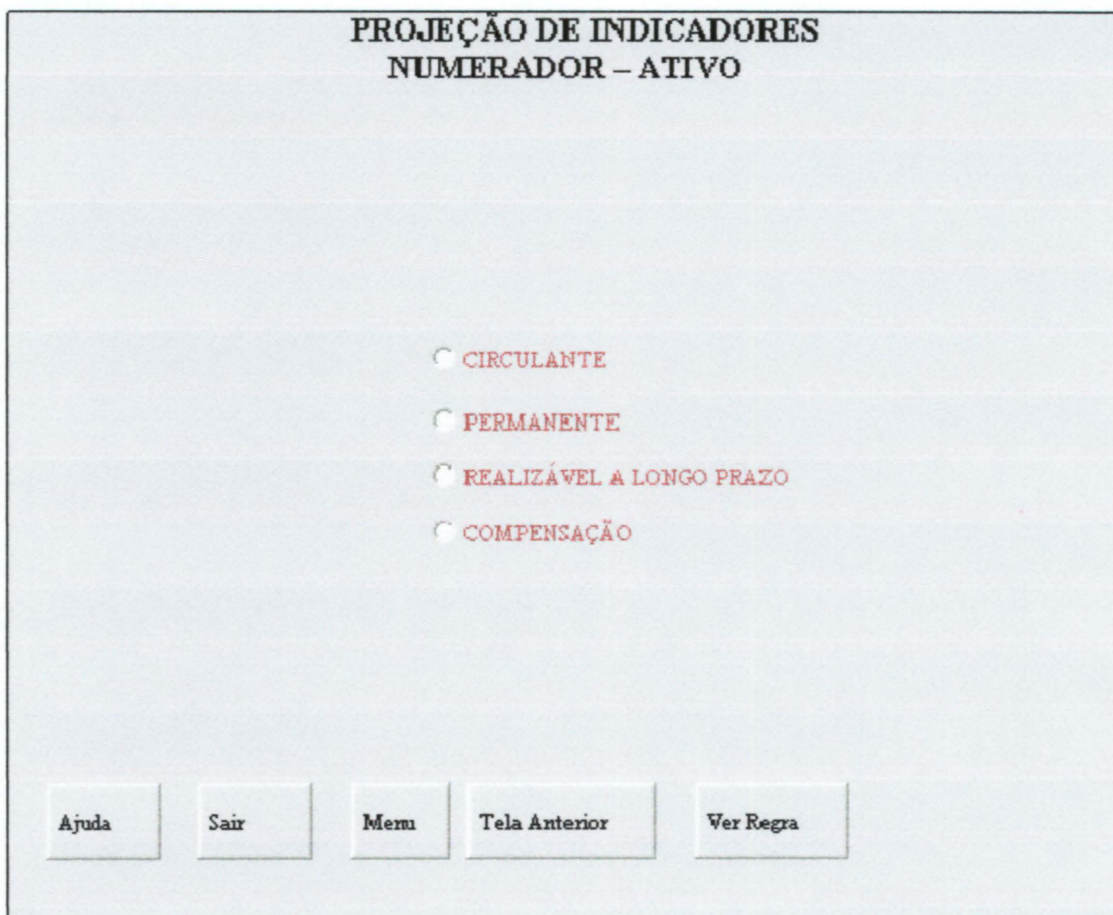 PROJEÇÃO DE INDICADORES
NUMERADOR – ATIVO
CIRCULANTE
PERMANENTE
REALIZÁVEL A LONGO PRAZO
COMPENSAÇÃO
Ajuda Sair Menu Tela Anterior Ver Regra